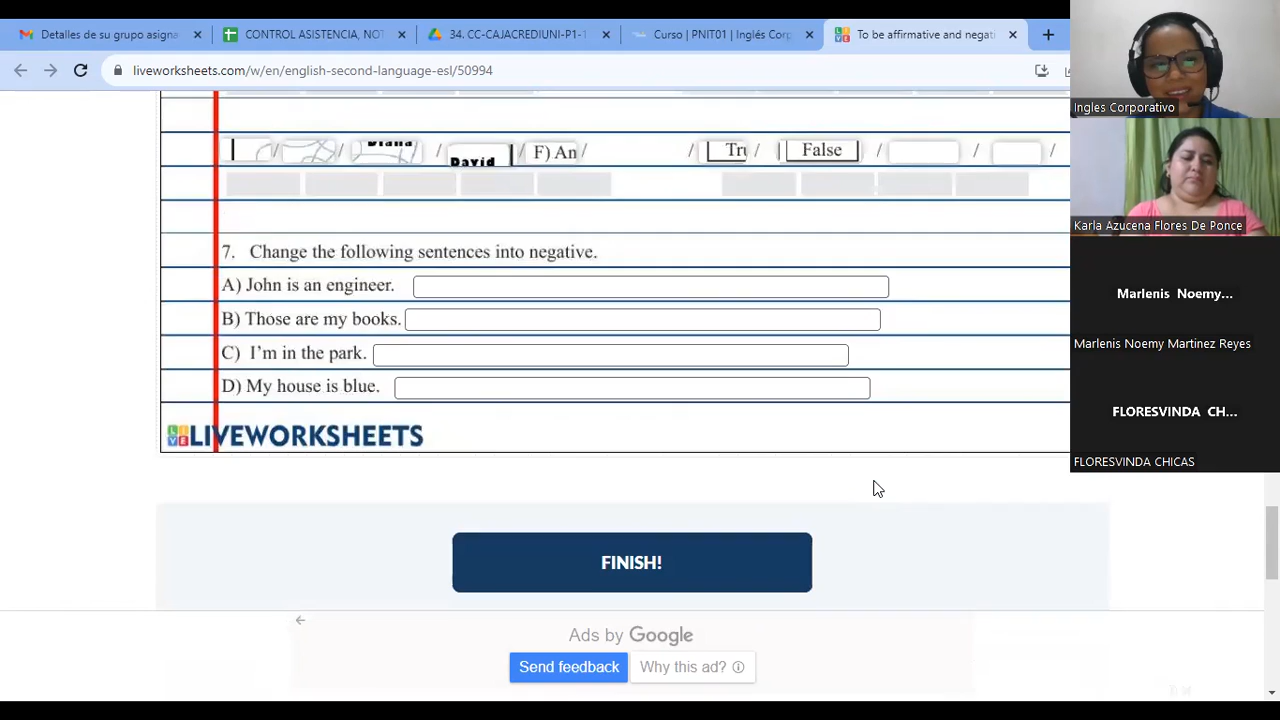 Detalles de su grupo asigna
CONTROL ASISTENCIA, NOT
34. CC-CAJACREDIUNI-P1-1
Curso | PNIT01 | Inglés Corp
To be affirmative and negati
liveworksheets.com/w/en/english-second-language-esl/50994
/ / Diana / David / F) An / / Tru / False / / /
7. Change the following sentences into negative.
A) John is an engineer.
B) Those are my books.
C) I'm in the park.
D) My house is blue.
LIVE LIVEWORKSHEETS
FINISH!
Ads by Google
Send feedback
Why this ad?
Ingles Corporativo
Karla Azucena Flores De Ponce
Marlenis Noemy...
Marlenis Noemy Martinez Reyes
FLORESVINDA CH...
FLORESVINDA CHICAS